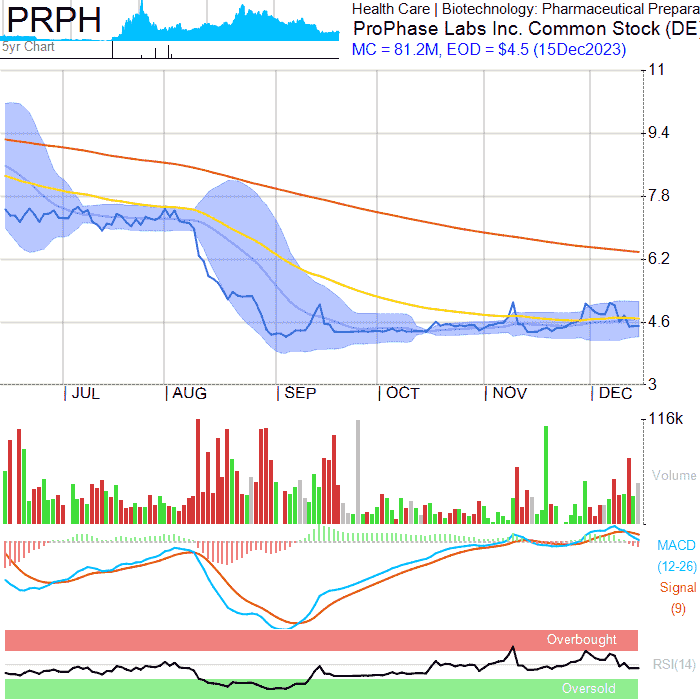 PRPH
5yr Chart
Health Care | Biotechnology: Pharmaceutical Prepara
ProPhase Labs Inc. Common Stock (DE
MC = 81.2M, EOD = $4.5 (15Dec2023)
11
9.4
7.8
6.2
4.6
3
JUL AUG SEP OCT NOV DEC
116k
Volume
MACD
(12-26)
Signal
(9)
Overbought
RSI(14)
Oversold